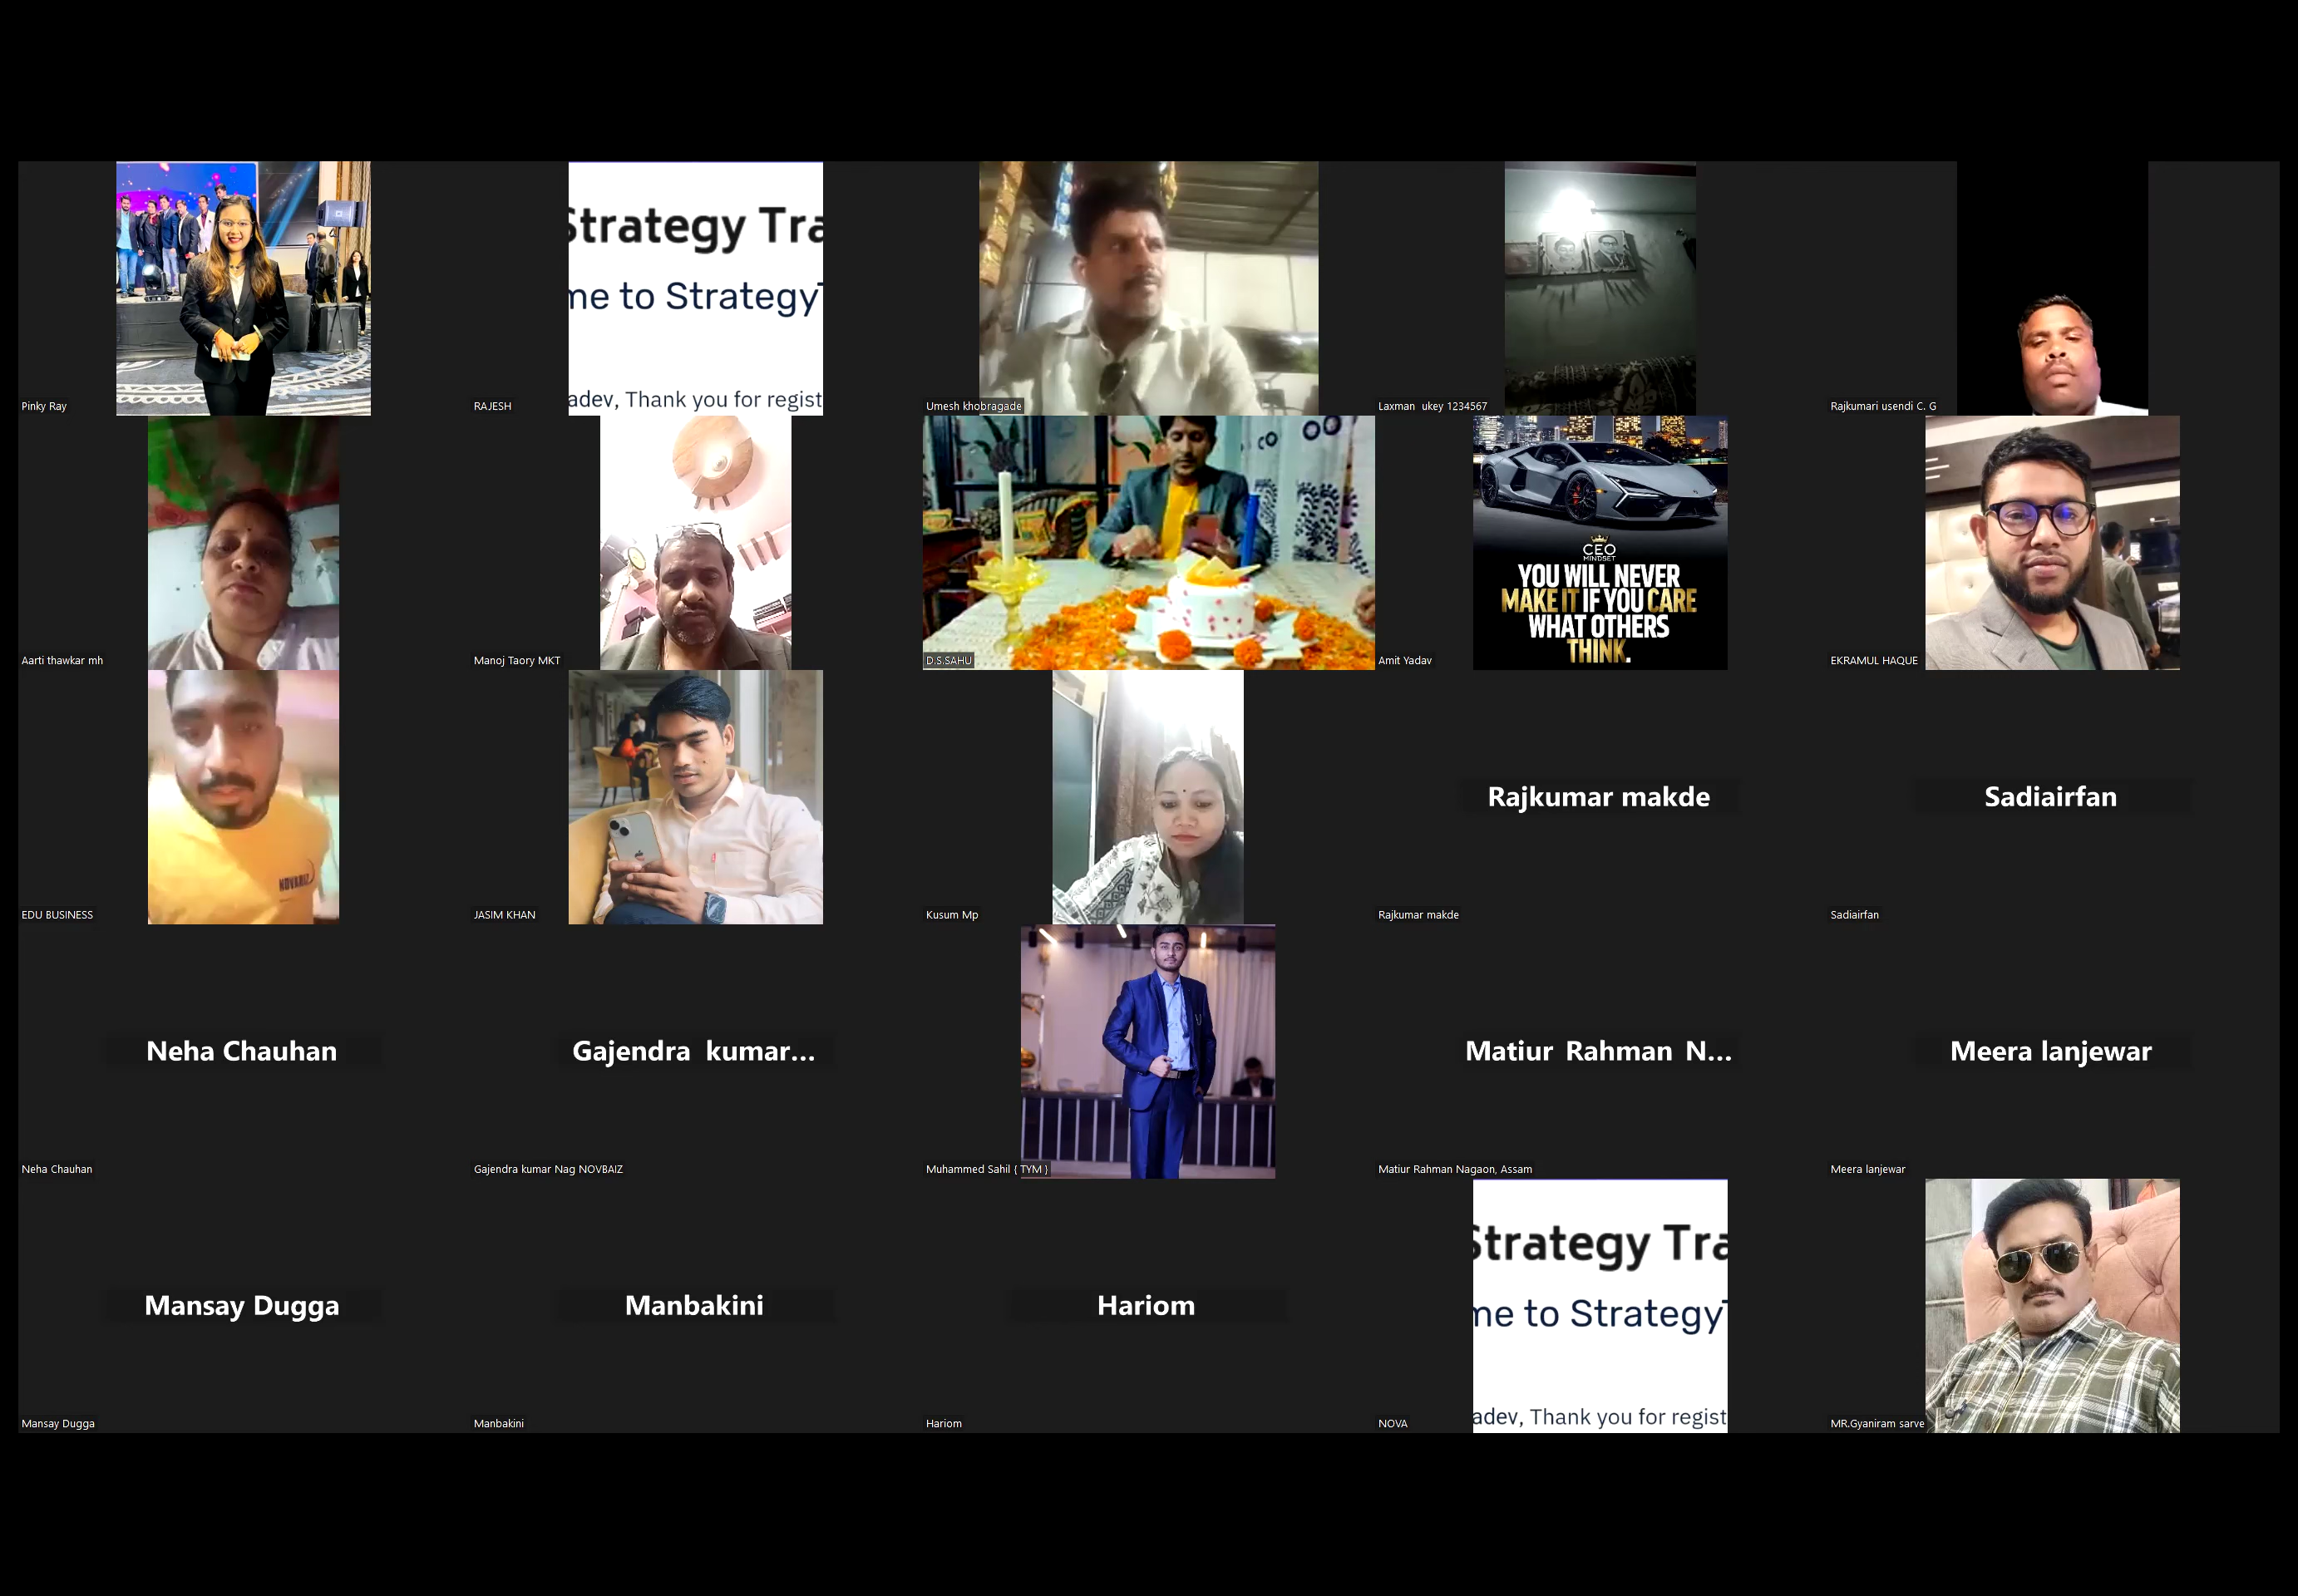 Strategy Tra
me to Strategy
adev, Thank you for regist
Pinky Ray
RAJESH
Umesh khobragade
Laxman ukey 1234567
Rajkumari usendi C. G
CEO
MINDSET
YOU WILL NEVER
MAKE IT IF YOU CARE
WHAT OTHERS
THINK.
Aarti thawkar mh
Manoj Taory MKT
D.S.SAHU
Amit Yadav
EKRAMUL HAQUE
Rajkumar makde
Sadiairfan
EDU BUSINESS
JASIM KHAN
Kusum Mp
Rajkumar makde
Sadiairfan
Neha Chauhan
Gajendra kumar...
Matiur Rahman N...
Meera lanjewar
Neha Chauhan
Gajendra kumar Nag NOVBAIZ
Muhammed Sahil ( TYM )
Matiur Rahman Nagaon, Assam
Meera lanjewar
Mansay Dugga
Manbakini
Hariom
Strategy Tra
me to Strategy
adev, Thank you for regist
Mansay Dugga
Manbakini
Hariom
NOVA
MR.Gyaniram sarve